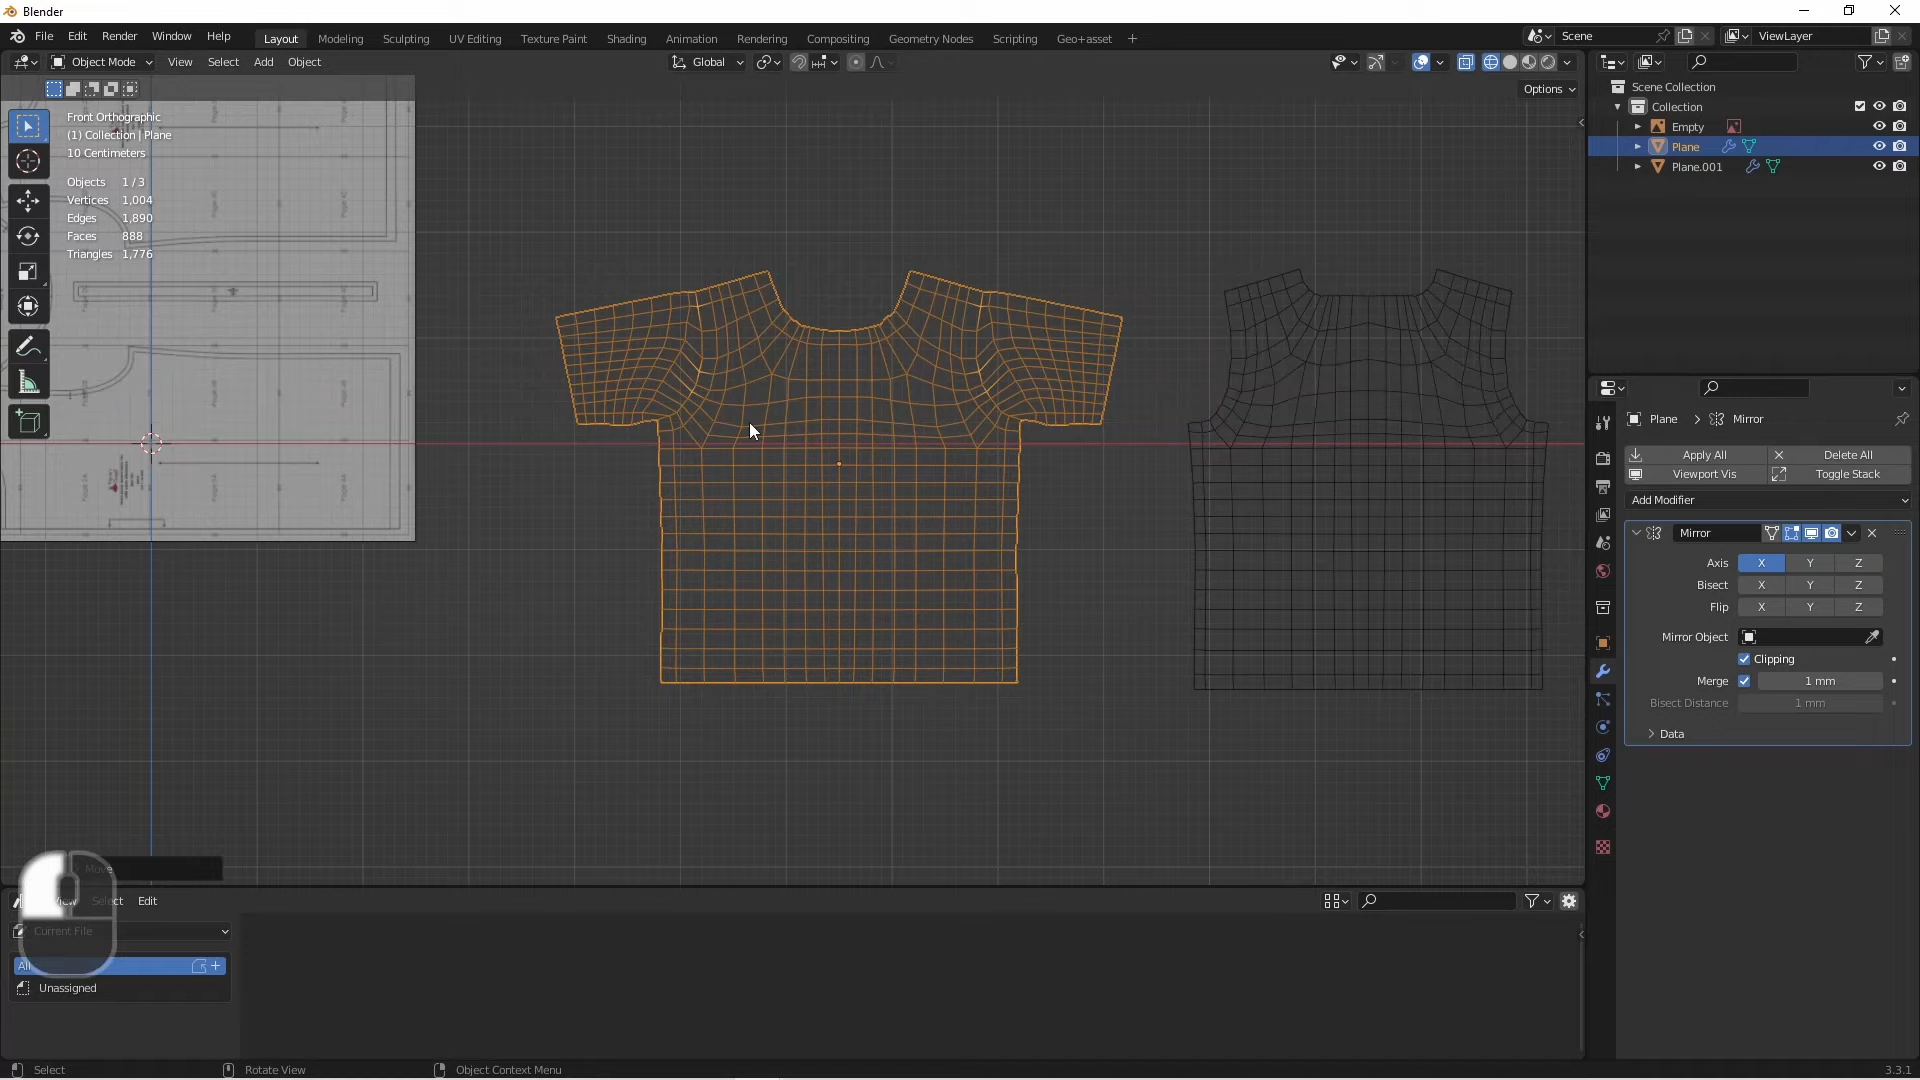 Blender
File Edit Render Window Help
Layout Modeling Sculpting UV Editing Texture Paint Shading Animation Rendering Compositing Geometry Nodes Scripting Geo+asset +
Scene
ViewLayer
Object Mode View Select Add Object
Global
Options
Front Orthographic
(1) Collection | Plane
10 Centimeters
Objects 1 / 3
Vertices 1,004
Edges 1,890
Faces 888
Triangles 1,776
Scene Collection
Collection
Empty
Plane
Plane.001
Plane > Mirror
Apply All
Delete All
Viewport Vis
Toggle Stack
Add Modifier
Mirror
Axis X Y Z
Bisect X Y Z
Flip X Y Z
Mirror Object
Clipping
Merge 1 mm
Bisect Distance 1 mm
Data
Move
View Select Edit
Current File
All
Unassigned
Select
Rotate View
Object Context Menu
3.3.1